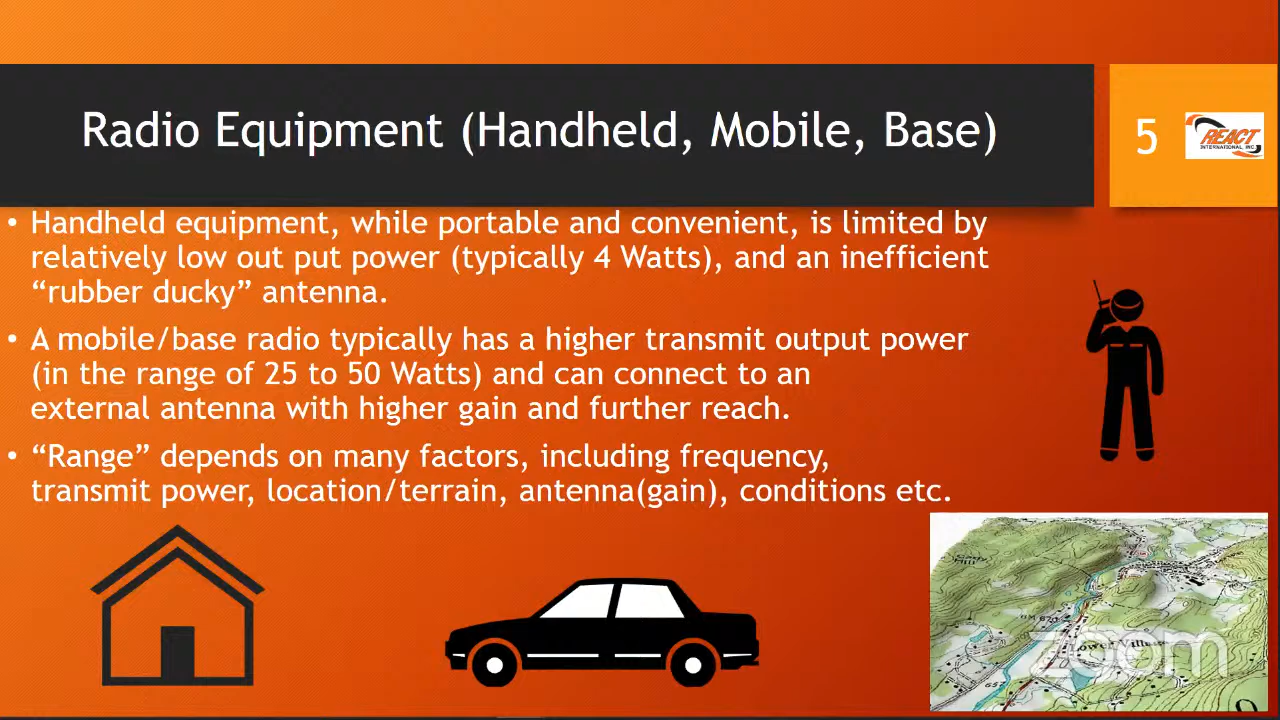 Radio Equipment (Handheld, Mobile, Base)
5
REACT
INTERNATIONAL, INC.
• Handheld equipment, while portable and convenient, is limited by
relatively low out put power (typically 4 Watts), and an inefficient
“rubber ducky” antenna.
• A mobile/base radio typically has a higher transmit output power
(in the range of 25 to 50 Watts) and can connect to an
external antenna with higher gain and further reach.
• “Range” depends on many factors, including frequency,
transmit power, location/terrain, antenna(gain), conditions etc.
Hill
zoom
657